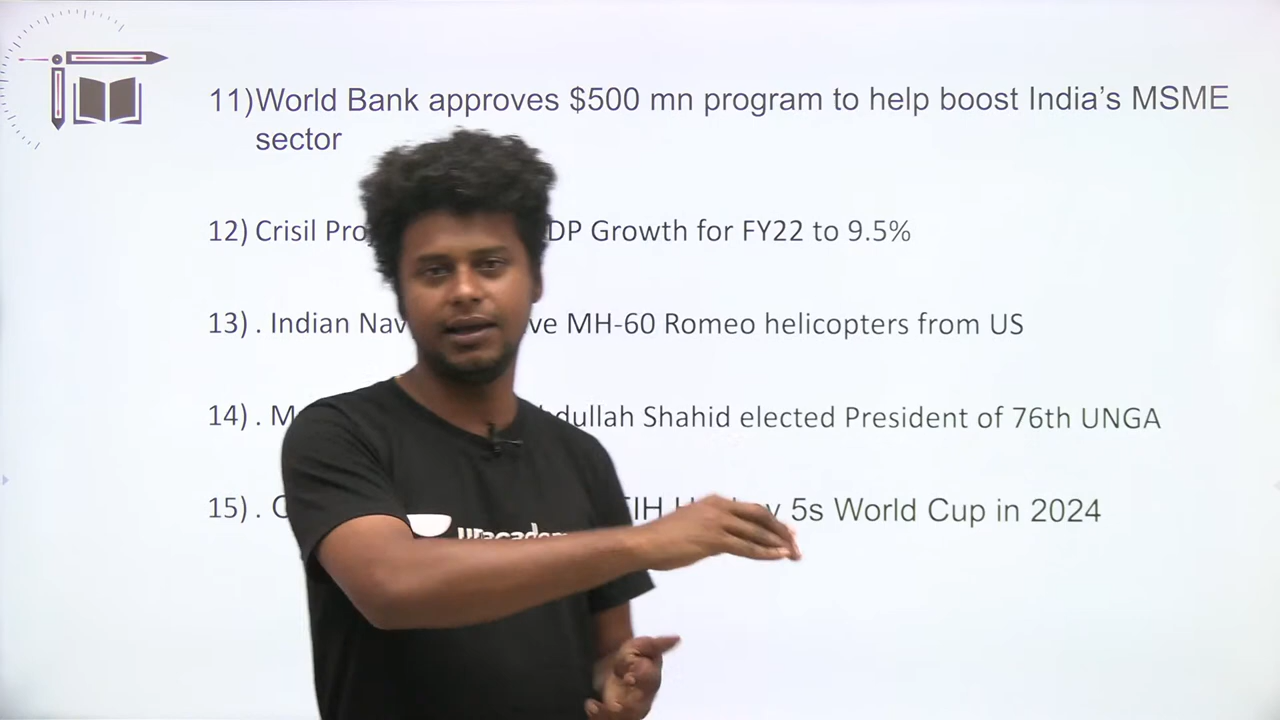 11)World Bank approves $500 mn program to help boost India’s MSME
sector
12) Crisil Pro DP Growth for FY22 to 9.5%
13) . Indian Nav ve MH-60 Romeo helicopters from US
14) . M dullah Shahid elected President of 76th UNGA
15) . FIH 5s World Cup in 2024
unacadem